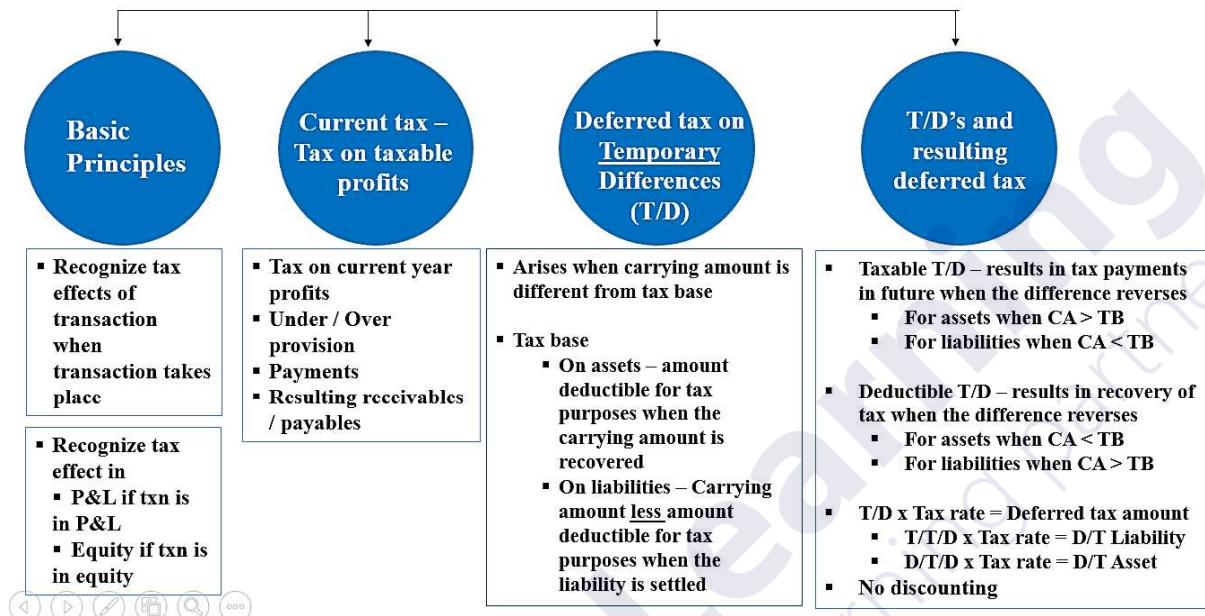 Basic
Principles
▪ Recognize tax
effects of
transaction
when
transaction takes
place
▪ Recognize tax
effect in
▪ P&L if txn is
in P&L
▪ Equity if txn is
in equity
Current tax –
Tax on taxable
profits
▪ Tax on current year
profits
▪ Under / Over
provision
▪ Payments
▪ Resulting receivables
/ payables
Deferred tax on
Temporary
Differences
(T/D)
▪ Arises when carrying amount is
different from tax base
▪ Tax base
▪ On assets – amount
deductible for tax
purposes when the
carrying amount is
recovered
▪ On liabilities – Carrying
amount less amount
deductible for tax
purposes when the
liability is settled
T/D's and
resulting
deferred tax
▪ Taxable T/D – results in tax payments
in future when the difference reverses
▪ For assets when CA > TB
▪ For liabilities when CA < TB
▪ Deductible T/D – results in recovery of
tax when the difference reverses
▪ For assets when CA < TB
▪ For liabilities when CA > TB
▪ T/D x Tax rate = Deferred tax amount
▪ T/T/D x Tax rate = D/T Liability
▪ D/T/D x Tax rate = D/T Asset
▪ No discounting
Learning
learning partner